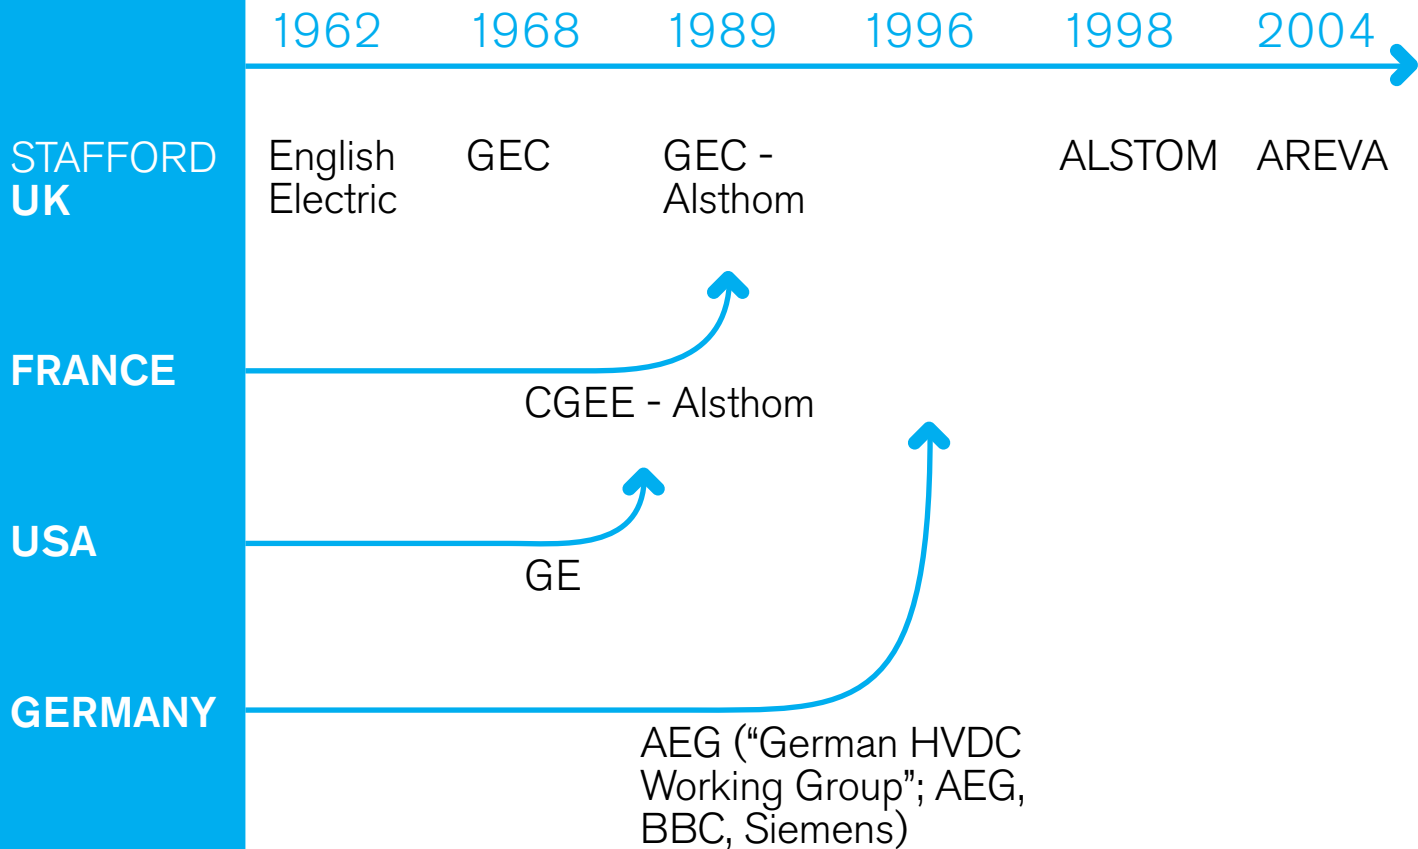 1962 1968 1989 1996 1998 2004
STAFFORD
UK
English
Electric
GEC
GEC -
Alsthom
ALSTOM
AREVA
FRANCE
CGEE - Alsthom
USA
GE
GERMANY
AEG (“German HVDC
Working Group”; AEG,
BBC, Siemens)